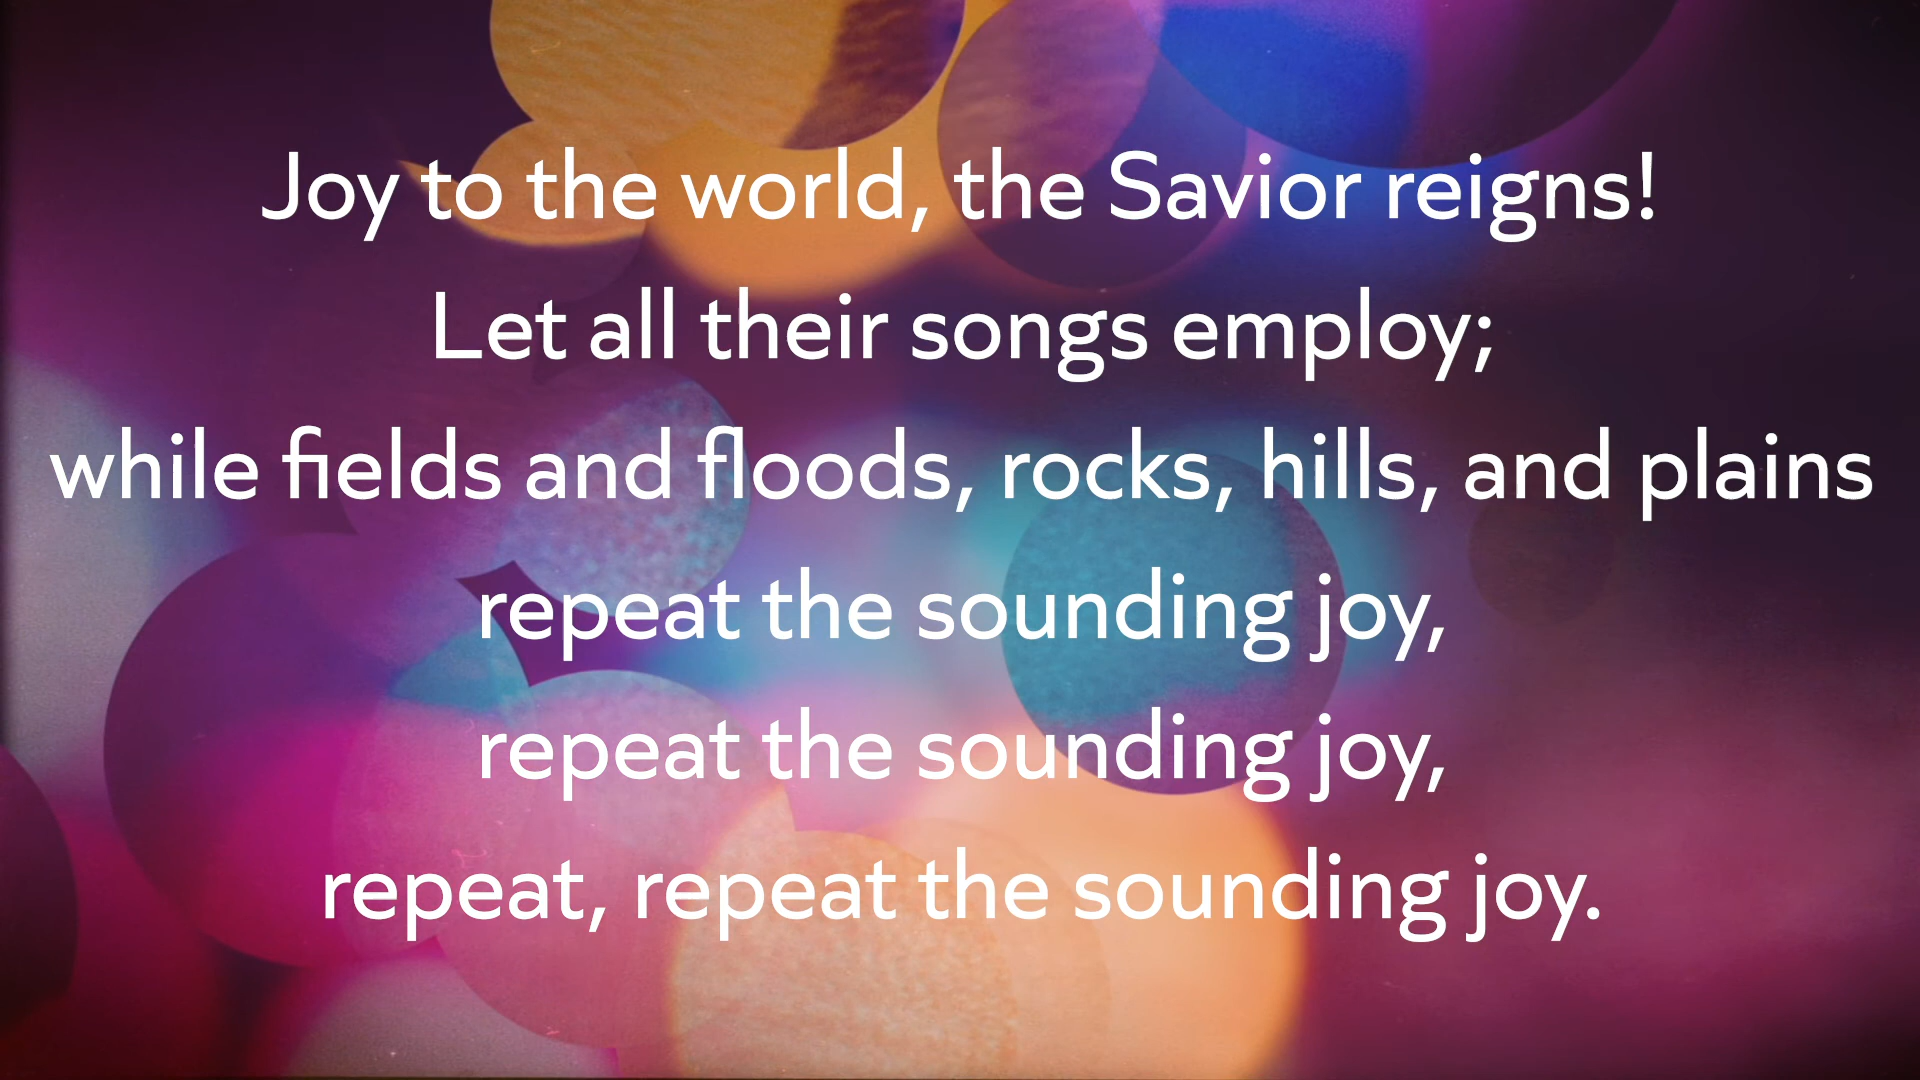 Joy to the world, the Savior reigns!
Let all their songs employ;
while fields and floods, rocks, hills, and plains
repeat the sounding joy,
repeat the sounding joy,
repeat, repeat the sounding joy.